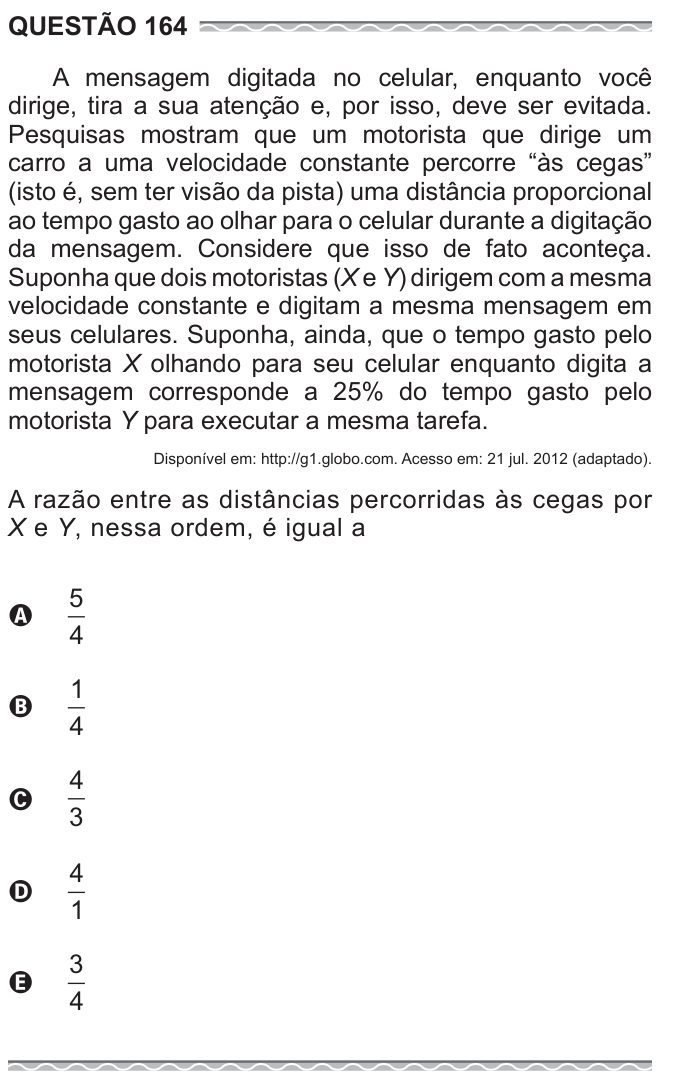 QUESTÃO 164
A mensagem digitada no celular, enquanto você
dirige, tira a sua atenção e, por isso, deve ser evitada.
Pesquisas mostram que um motorista que dirige um
carro a uma velocidade constante percorre “às cegas”
(isto é, sem ter visão da pista) uma distância proporcional
ao tempo gasto ao olhar para o celular durante a digitação
da mensagem. Considere que isso de fato aconteça.
Suponha que dois motoristas (X e Y) dirigem com a mesma
velocidade constante e digitam a mesma mensagem em
seus celulares. Suponha, ainda, que o tempo gasto pelo
motorista X olhando para seu celular enquanto digita a
mensagem corresponde a 25% do tempo gasto pelo
motorista Y para executar a mesma tarefa.
Disponível em: http://g1.globo.com. Acesso em: 21 jul. 2012 (adaptado).
A razão entre as distâncias percorridas às cegas por
X e Y, nessa ordem, é igual a
A 5/4
B 1/4
C 4/3
D 4/1
E 3/4